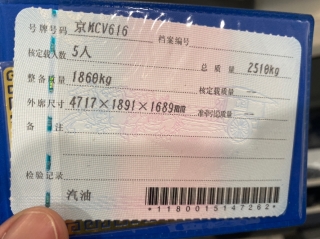 号牌号码 京MCV616 档案编号
核定载人数 5人 总质量 2510kg
整备质量 1860kg 核定载质量 --
外廓尺寸 4717×1891×1689mm 准牵引总质量 --
备注
检验记录
汽油
*1180015147262*